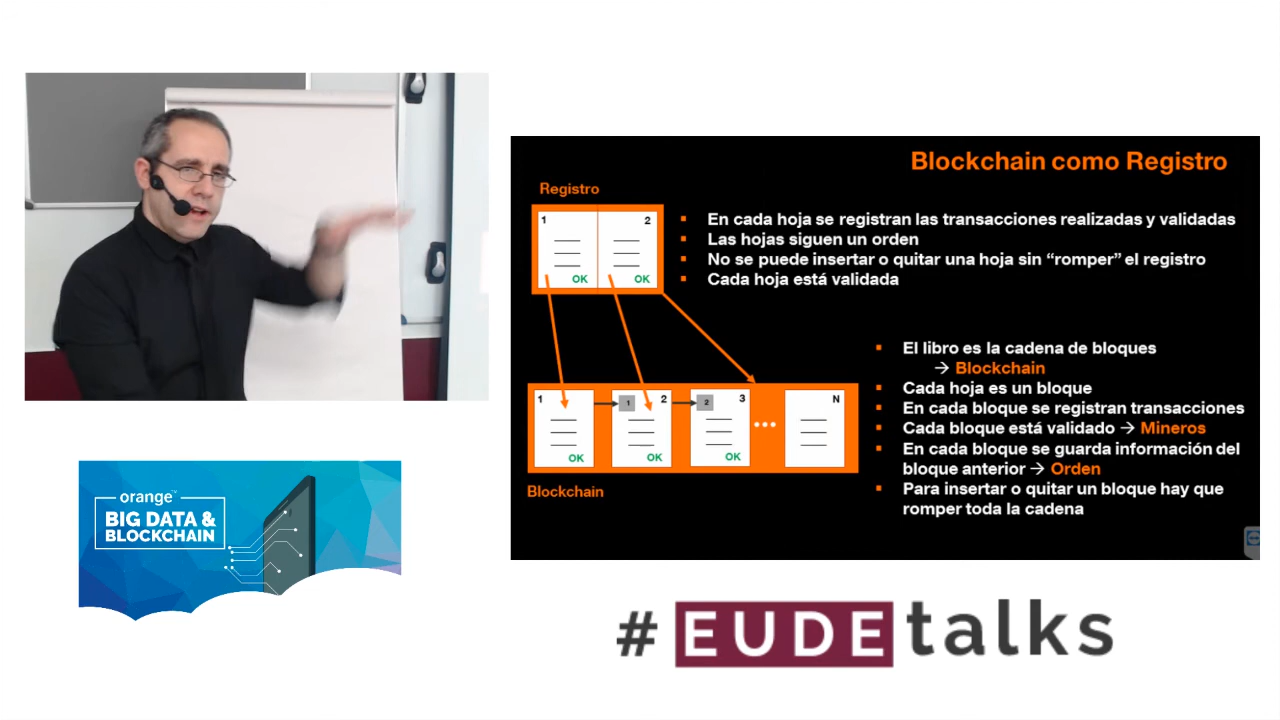 Blockchain como Registro
Registro
1
2
OK
OK
▪ En cada hoja se registran las transacciones realizadas y validadas
▪ Las hojas siguen un orden
▪ No se puede insertar o quitar una hoja sin “romper” el registro
▪ Cada hoja está validada
1
1
2
2
3
N
OK
OK
OK
•••
Blockchain
▪ El libro es la cadena de bloques
→ Blockchain
▪ Cada hoja es un bloque
▪ En cada bloque se registran transacciones
▪ Cada bloque está validado → Mineros
▪ En cada bloque se guarda información del
bloque anterior → Orden
▪ Para insertar o quitar un bloque hay que
romper toda la cadena
orange™
BIG DATA &
BLOCKCHAIN
# EUDE talks